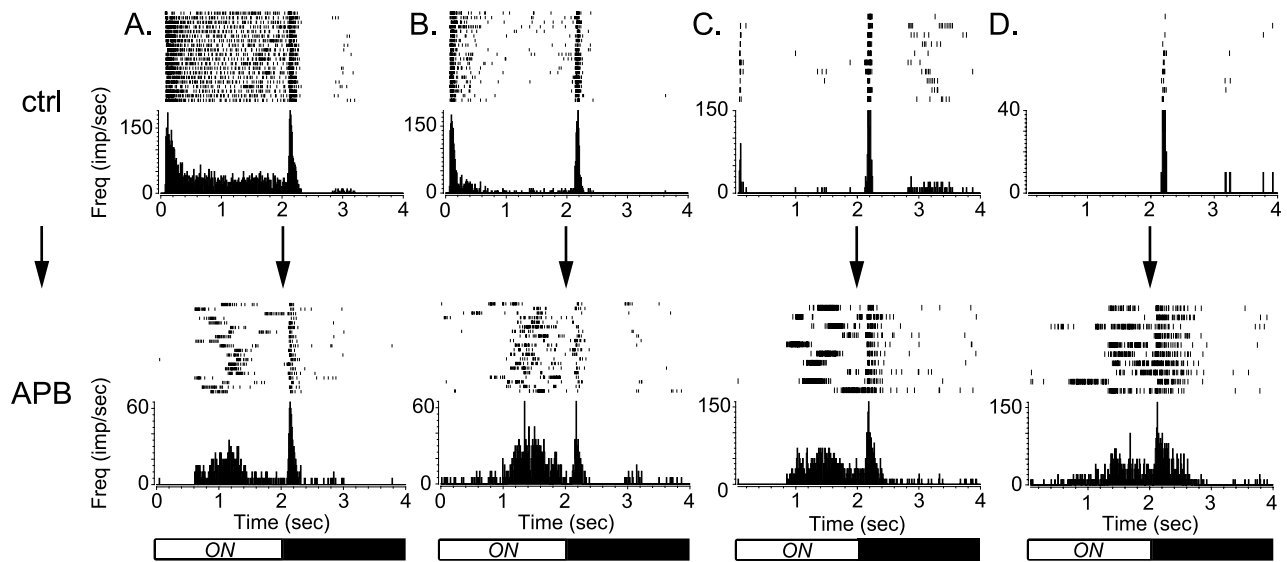 A. B. C. D.
ctrl
Freq (imp/sec)
150 0
150 0
150 0
40 0
0 1 2 3 4
0 1 2 3 4
1 2 3 4
1 2 3 4
APB
Freq (imp/sec)
60 0
60 0
150 0
150 0
0 1 2 3 4
0 1 2 3 4
1 2 3 4
0 1 2 3 4
Time (sec) Time (sec) Time (sec) Time (sec)
ON ON ON ON